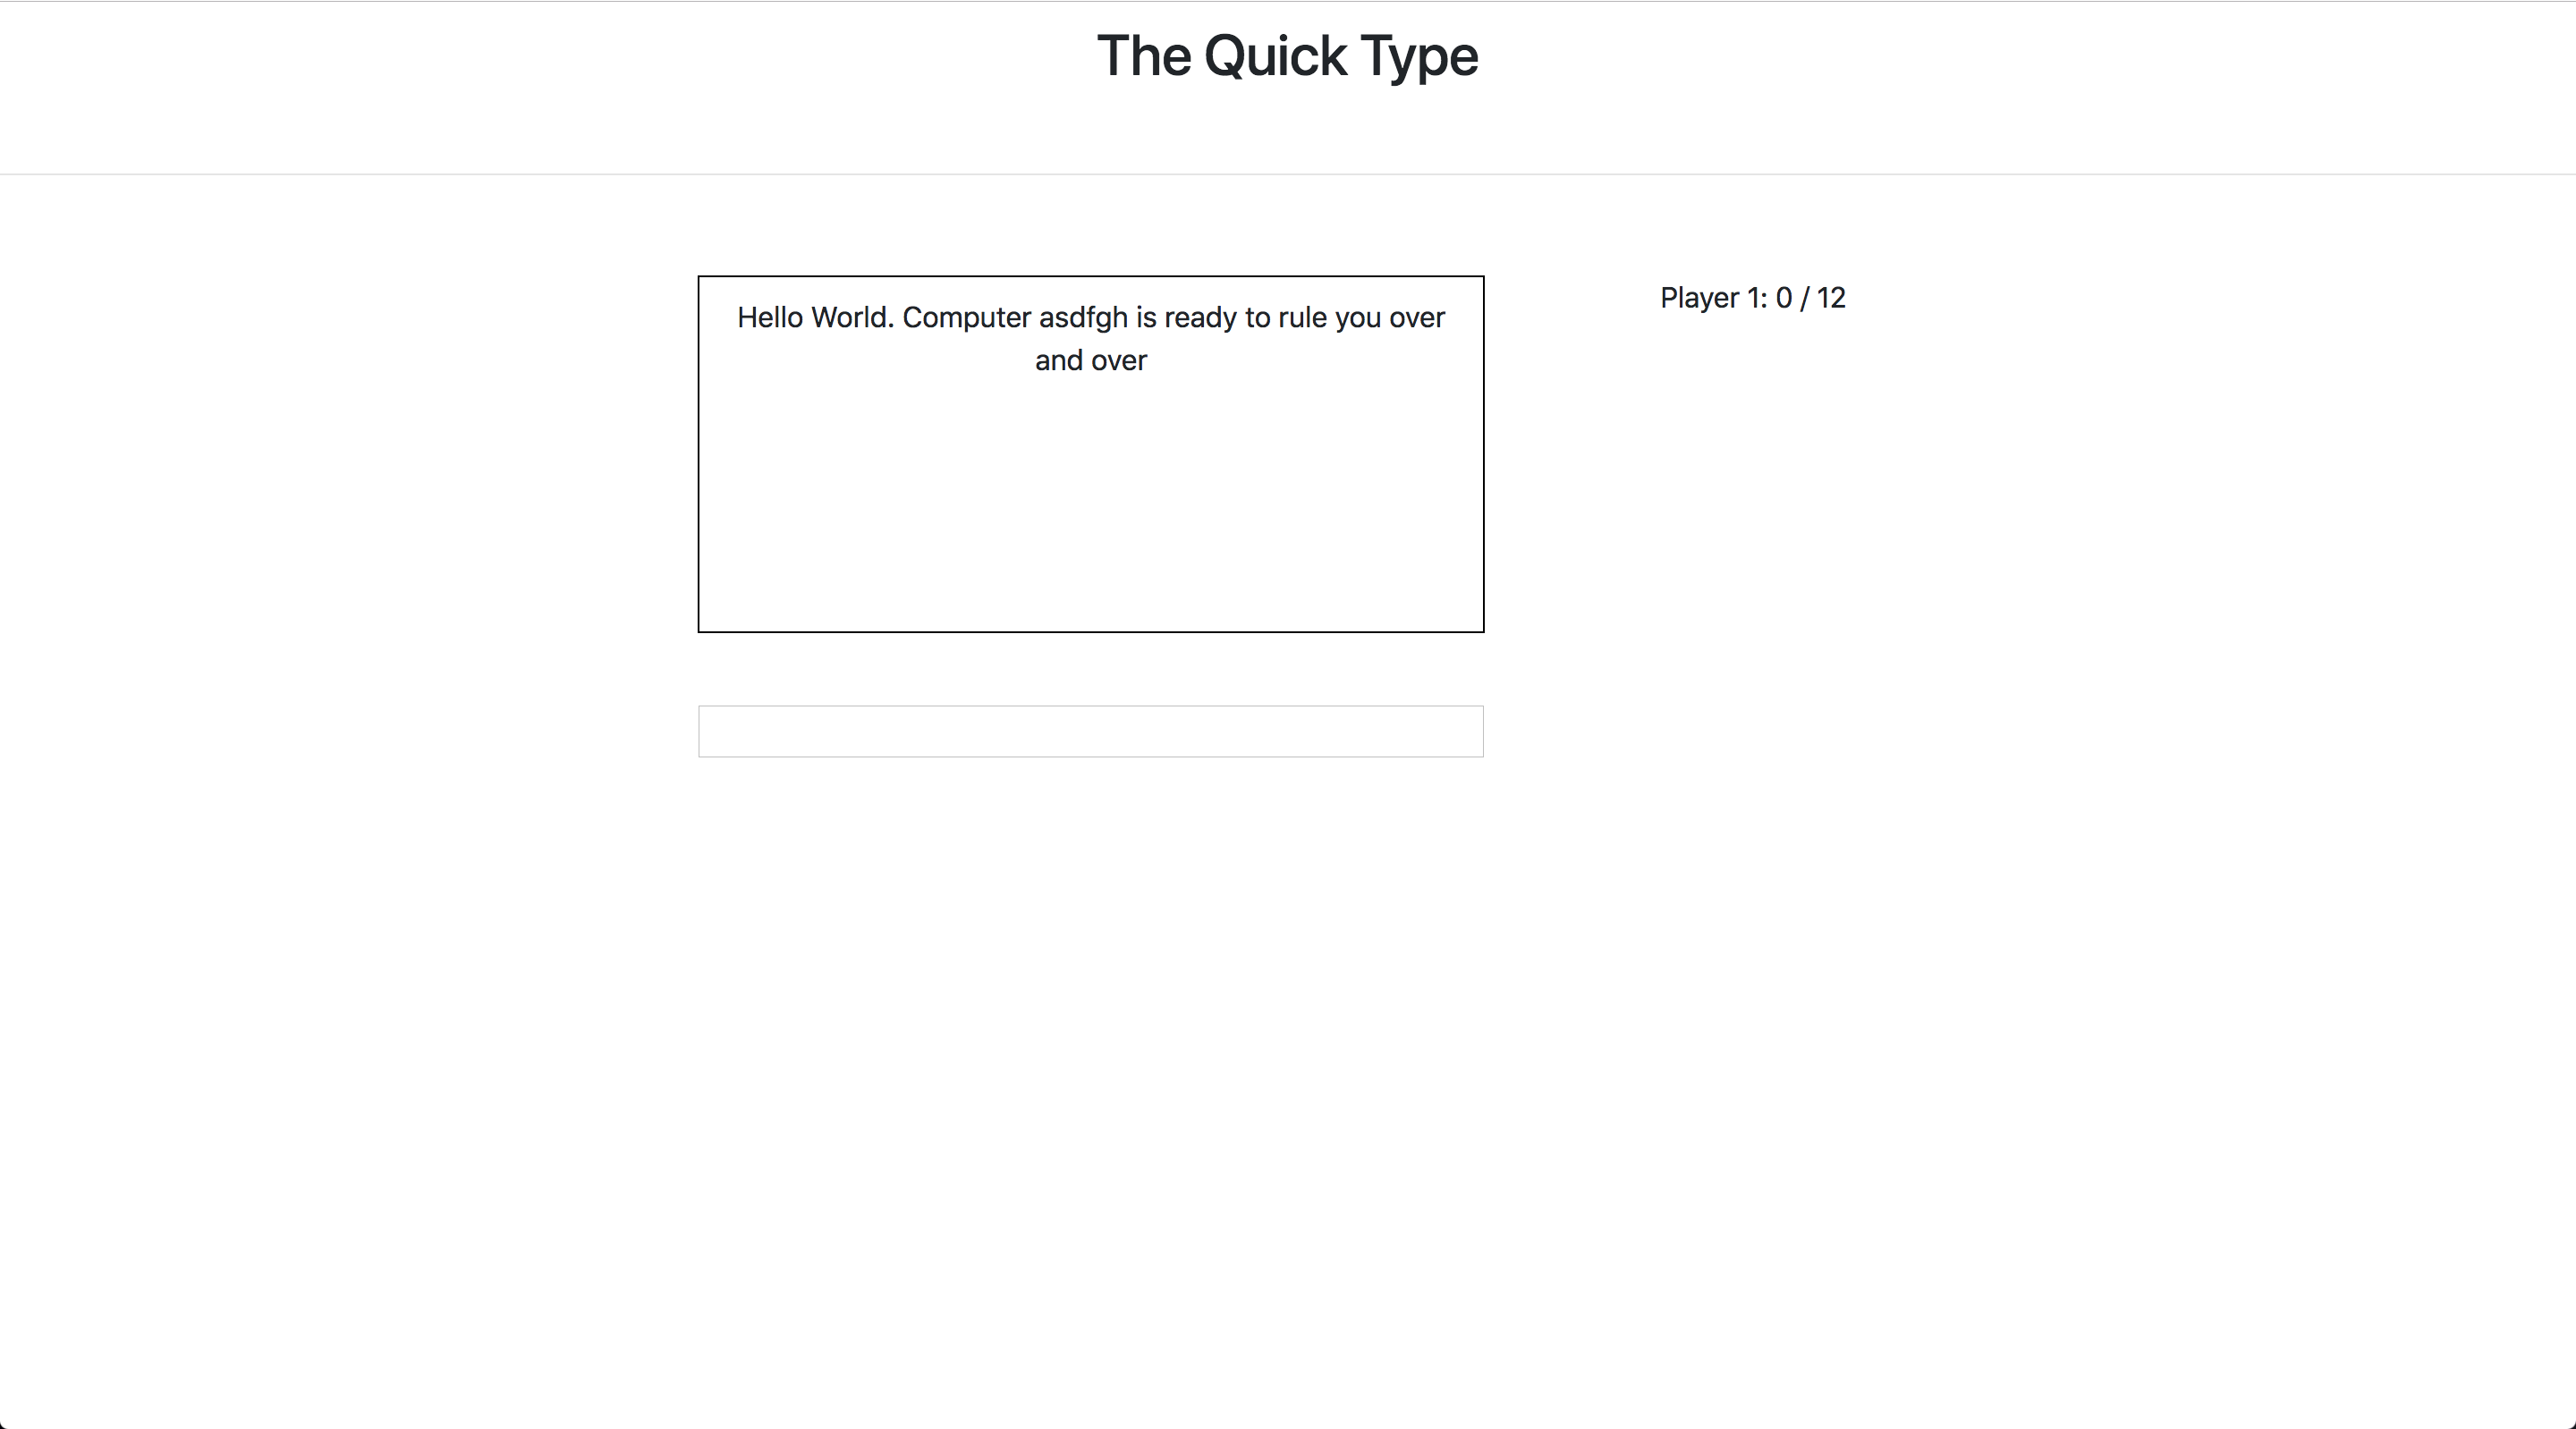 The Quick Type
Hello World. Computer asdfgh is ready to rule you over
and over
Player 1: 0 / 12